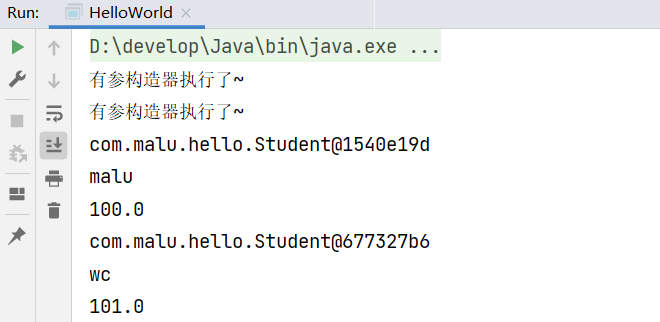 Run: HelloWorld ×
D:\develop\Java\bin\java.exe ...
有参构造器执行了~
有参构造器执行了~
com.malu.hello.Student@1540e19d
malu
100.0
com.malu.hello.Student@677327b6
wc
101.0